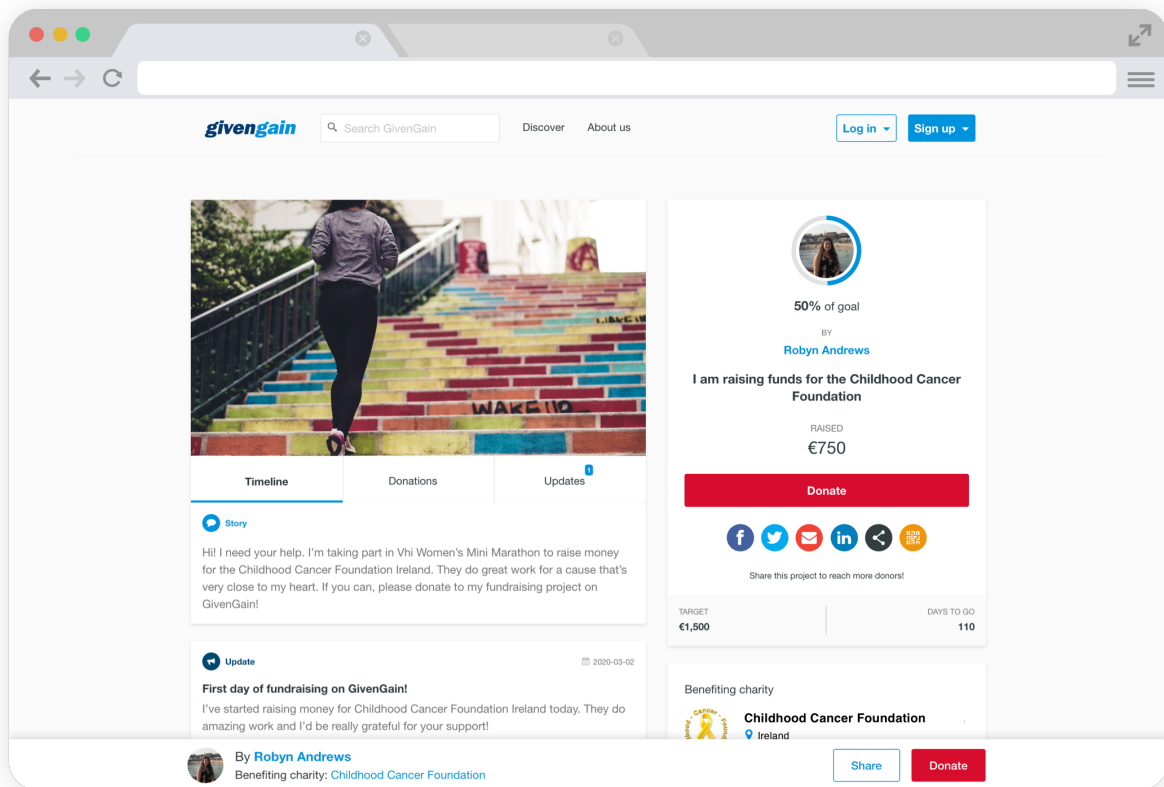 givengain
Search GivenGain
Discover
About us
Log in
Sign up
WAKE UP
Timeline
Donations
Updates
1
Story
Hi! I need your help. I'm taking part in Vhi Women's Mini Marathon to raise money
for the Childhood Cancer Foundation Ireland. They do great work for a cause that's
very close to my heart. If you can, please donate to my fundraising project on
GivenGain!
Update
2020-03-02
First day of fundraising on GivenGain!
I've started raising money for Childhood Cancer Foundation Ireland today. They do
amazing work and I'd be really grateful for your support!
50% of goal
BY
Robyn Andrews
I am raising funds for the Childhood Cancer
Foundation
RAISED
€750
Donate
Share this project to reach more donors!
TARGET
€1,500
DAYS TO GO
110
Benefiting charity
Cancer
Childhood Cancer Foundation
Ireland
By Robyn Andrews
Benefiting charity: Childhood Cancer Foundation
Share
Donate